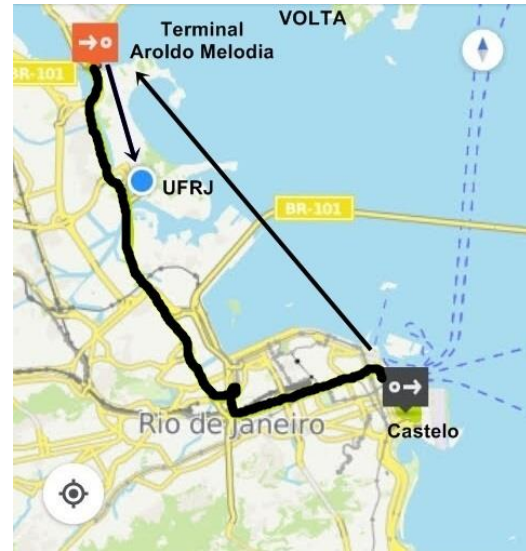 VOLTA
Terminal
Aroldo Melodia
BR-101
UFRJ
BR-101
Rio de Janeiro
Castelo